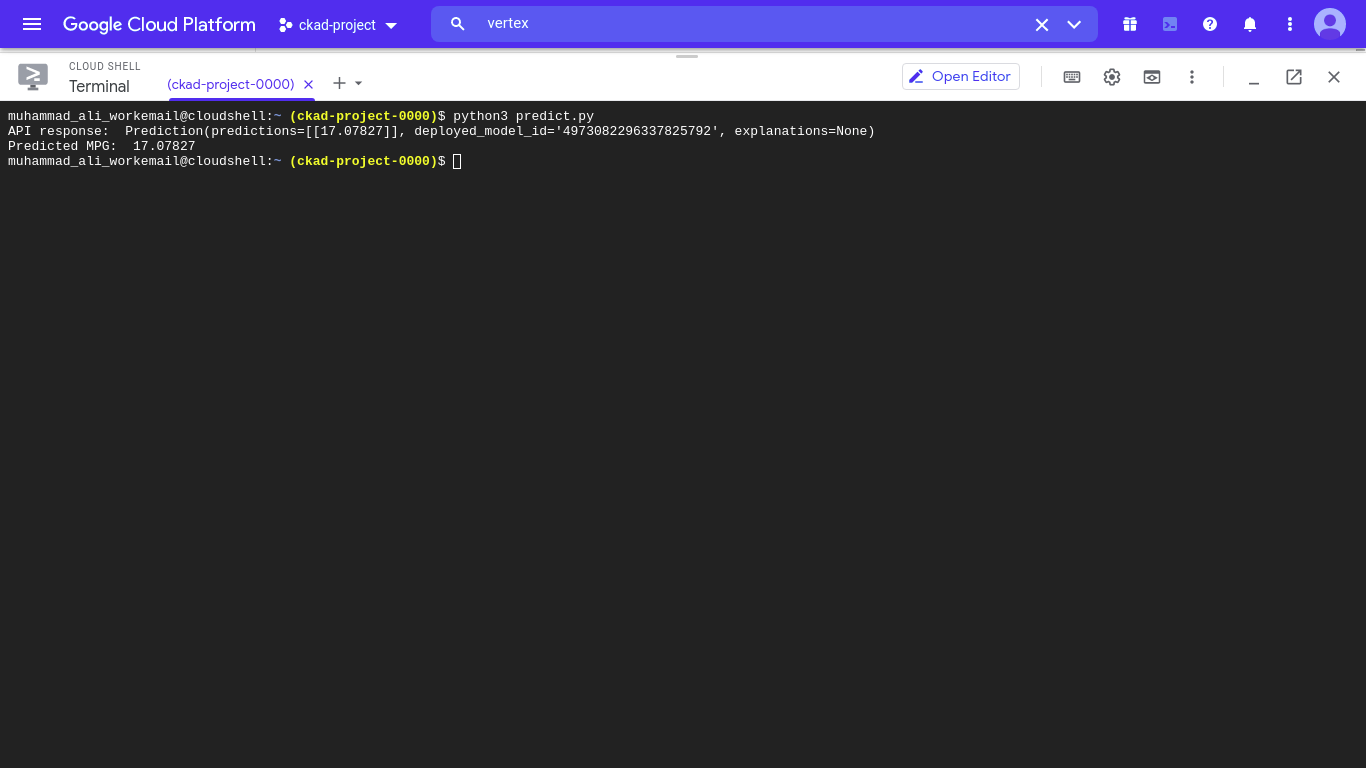 Google Cloud Platform
ckad-project
vertex
CLOUD SHELL
Terminal
(ckad-project-0000)
Open Editor
muhammad_ali_workemail@cloudshell:~ (ckad-project-0000)$ python3 predict.py
API response:  Prediction(predictions=[[17.07827]], deployed_model_id='4973082296337825792', explanations=None)
Predicted MPG:  17.07827
muhammad_ali_workemail@cloudshell:~ (ckad-project-0000)$